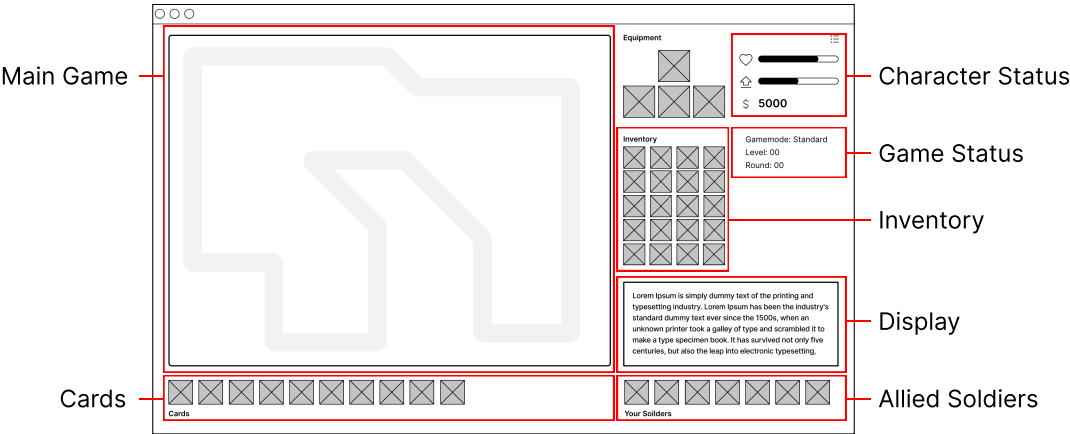 Main Game
Equipment
$ 5000
Character Status
Gamemode: Standard
Level: 00
Round: 00
Game Status
Inventory
Inventory
Lorem Ipsum is simply dummy text of the printing and
typesetting industry. Lorem Ipsum has been the industry's
standard dummy text ever since the 1500s, when an
unknown printer took a galley of type and scrambled it to
make a type specimen book. It has survived not only five
centuries, but also the leap into electronic typesetting,
Display
Cards
Cards
Your Soilders
Allied Soldiers